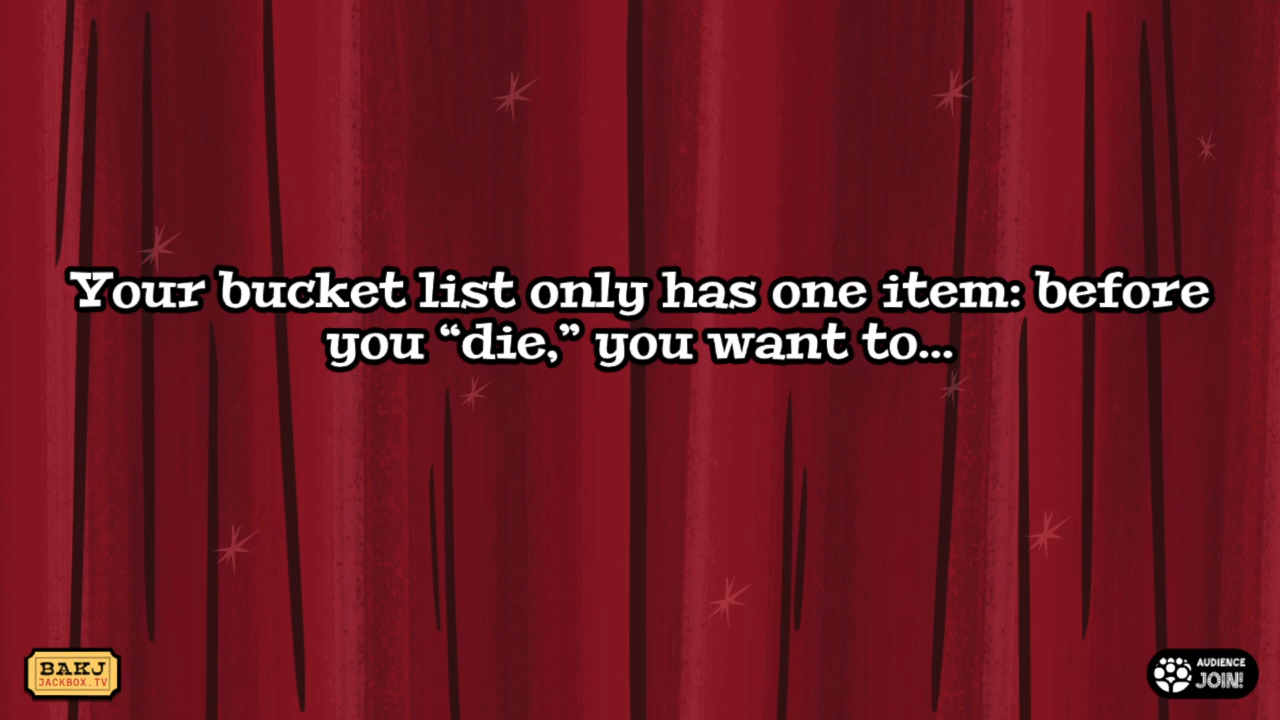 Your bucket list only has one item: before
you “die,” you want to...
BAKJ
JACKBOX.TV
AUDIENCE
JOIN!